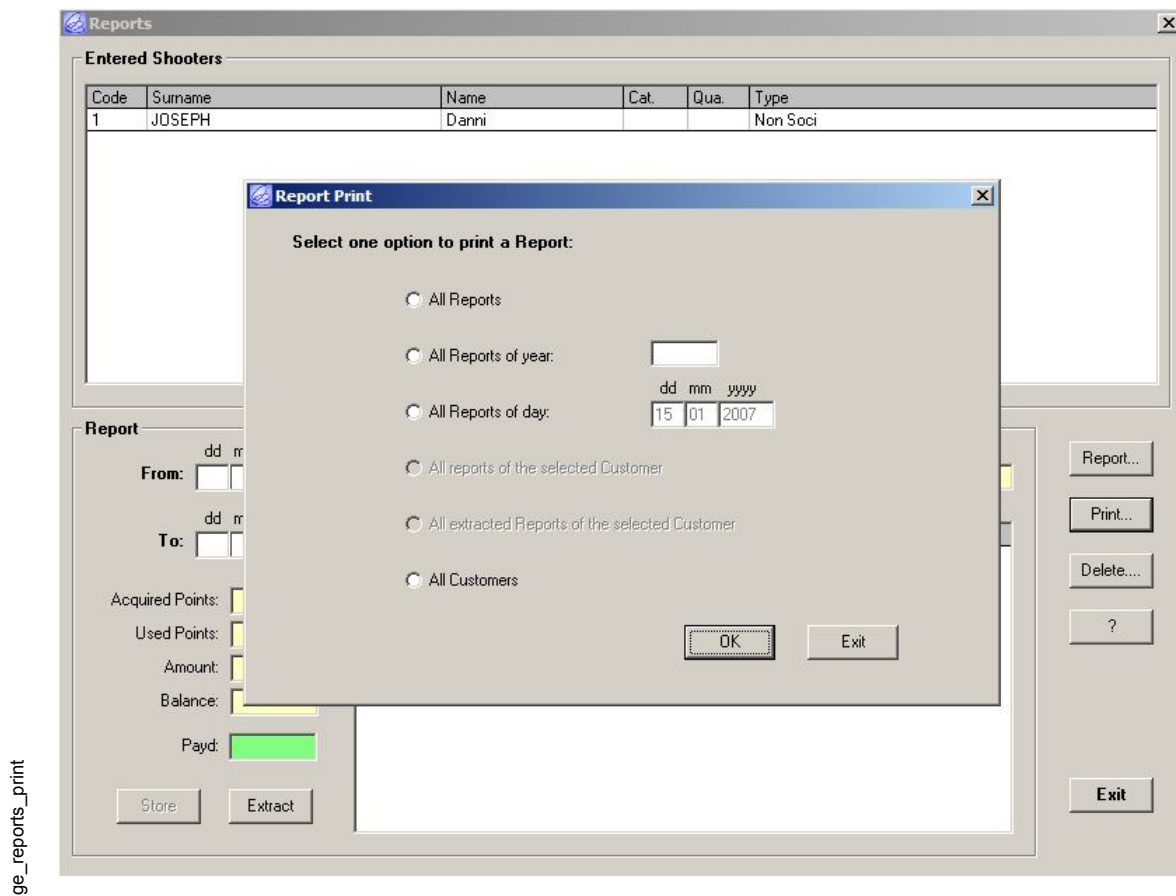 Reports
Entered Shooters
Code Surname Name Cat. Qua. Type
1 JOSEPH Danni Non Soci
Report Print
Select one option to print a Report:
All Reports
All Reports of year:
dd mm yyyy
All Reports of day: 15 01 2007
All reports of the selected Customer
All extracted Reports of the selected Customer
All Customers
OK Exit
Report
dd m
From:
dd m
To:
Acquired Points:
Used Points:
Amount:
Balance:
Payd:
Store Extract
Report...
Print...
Delete....
?
Exit
ge_reports_print